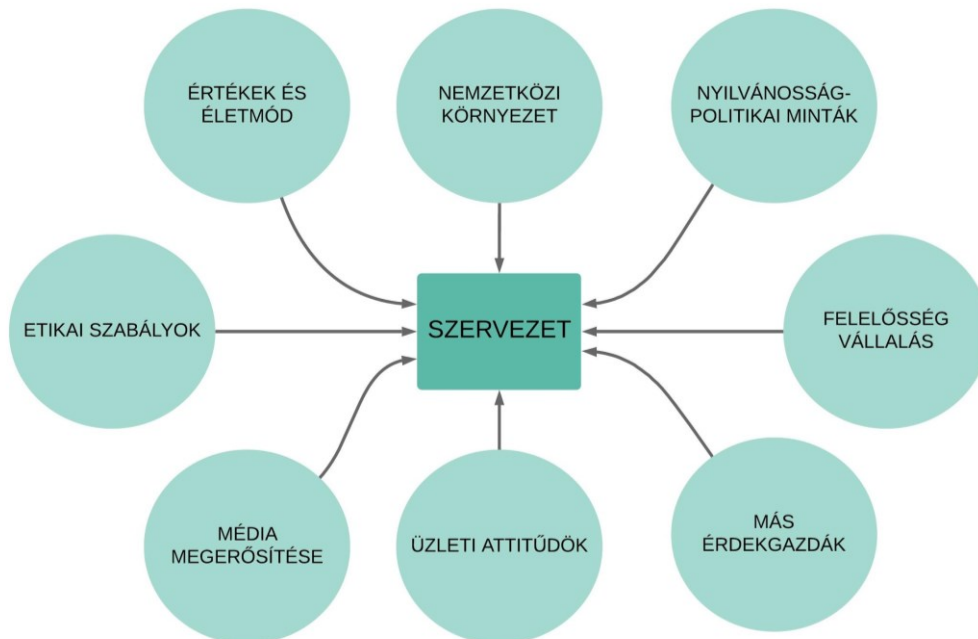 ÉRTÉKEK ÉS
ÉLETMÓD
NEMZETKÖZI
KÖRNYEZET
NYILVÁNOSSÁG-
POLITIKAI MINTÁK
ETIKAI SZABÁLYOK
SZERVEZET
FELELŐSSÉG
VÁLLALÁS
MÉDIA
MEGERŐSÍTÉSE
ÜZLETI ATTITŰDÖK
MÁS
ÉRDEKGAZDÁK